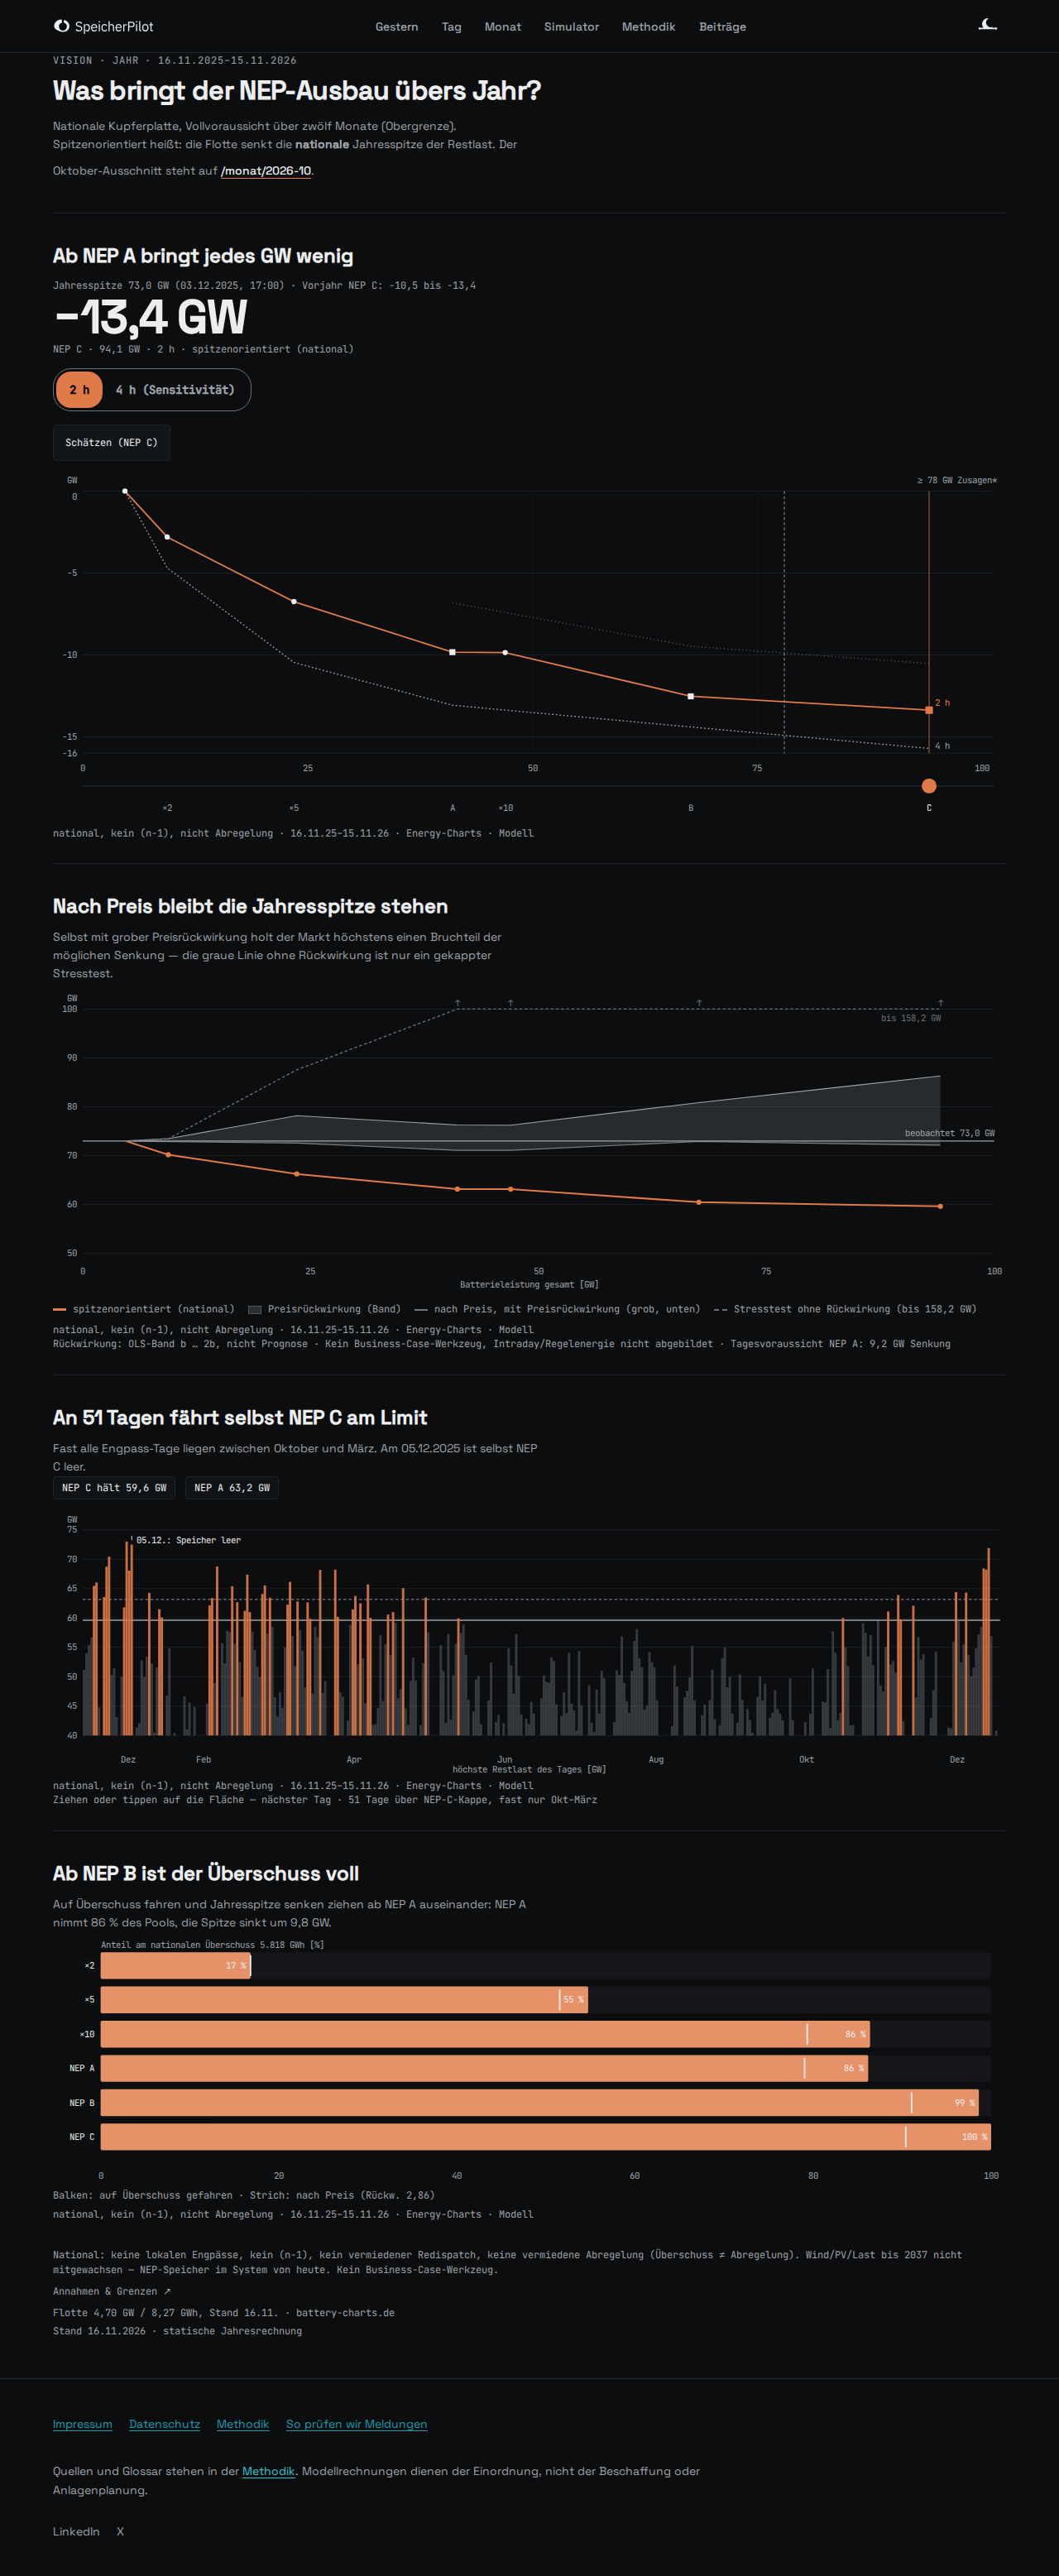 SpeicherPilot
Gestern Tag Monat Simulator Methodik Beiträge
VISION · JAHR · 16.11.2025–15.11.2026
Was bringt der NEP-Ausbau übers Jahr?
Nationale Kupferplatte, Vollvoraussicht über zwölf Monate (Obergrenze).
Spitzenorientiert heißt: die Flotte senkt die nationale Jahresspitze der Restlast. Der
Oktober-Ausschnitt steht auf /monat/2026-10.
Ab NEP A bringt jedes GW wenig
Jahresspitze 73,0 GW (03.12.2025, 17:00) · Vorjahr NEP C: -10,5 bis -13,4
−13,4 GW
NEP C · 94,1 GW · 2 h · spitzenorientiert (national)
2 h 4 h (Sensitivität)
Schätzen (NEP C)
GW ≥ 78 GW Zusagen*
0
-5
-10
2 h
-15
4 h
-16
0 25 50 75 100
×2 ×5 A ×10 B C
national, kein (n-1), nicht Abregelung · 16.11.25–15.11.26 · Energy-Charts · Modell
Nach Preis bleibt die Jahresspitze stehen
Selbst mit grober Preisrückwirkung holt der Markt höchstens einen Bruchteil der
möglichen Senkung — die graue Linie ohne Rückwirkung ist nur ein gekappter
Stresstest.
GW ↑ ↑ ↑ ↑
100
bis 158,2 GW
90
80
beobachtet 73,0 GW
70
60
50
0 25 50 75 100
Batterieleistung gesamt [GW]
spitzenorientiert (national) Preisrückwirkung (Band) nach Preis, mit Preisrückwirkung (grob, unten) Stresstest ohne Rückwirkung (bis 158,2 GW)
national, kein (n-1), nicht Abregelung · 16.11.25–15.11.26 · Energy-Charts · Modell
Rückwirkung: OLS-Band b … 2b, nicht Prognose · Kein Business-Case-Werkzeug, Intraday/Regelenergie nicht abgebildet · Tagesvoraussicht NEP A: 9,2 GW Senkung
An 51 Tagen fährt selbst NEP C am Limit
Fast alle Engpass-Tage liegen zwischen Oktober und März. Am 05.12.2025 ist selbst NEP
C leer.
NEP C hält 59,6 GW NEP A 63,2 GW
GW
75
05.12.: Speicher leer
70
65
60
55
50
45
40
Dez Feb Apr Jun Aug Okt Dez
höchste Restlast des Tages [GW]
national, kein (n-1), nicht Abregelung · 16.11.25–15.11.26 · Energy-Charts · Modell
Ziehen oder tippen auf die Fläche — nächster Tag · 51 Tage über NEP-C-Kappe, fast nur Okt–März
Ab NEP B ist der Überschuss voll
Auf Überschuss fahren und Jahresspitze senken ziehen ab NEP A auseinander: NEP A
nimmt 86 % des Pools, die Spitze sinkt um 9,8 GW.
Anteil am nationalen Überschuss 5.818 GWh [%]
×2 17 %
×5 55 %
×10 86 %
NEP A 86 %
NEP B 99 %
NEP C 100 %
0 20 40 60 80 100
Balken: auf Überschuss gefahren · Strich: nach Preis (Rückw. 2,86)
national, kein (n-1), nicht Abregelung · 16.11.25–15.11.26 · Energy-Charts · Modell
National: keine lokalen Engpässe, kein (n-1), kein vermiedener Redispatch, keine vermiedene Abregelung (Überschuss ≠ Abregelung). Wind/PV/Last bis 2037 nicht
mitgewachsen — NEP-Speicher im System von heute. Kein Business-Case-Werkzeug.
Annahmen & Grenzen ↗
Flotte 4,70 GW / 8,27 GWh, Stand 16.11. · battery-charts.de
Stand 16.11.2026 · statische Jahresrechnung
Impressum Datenschutz Methodik So prüfen wir Meldungen
Quellen und Glossar stehen in der Methodik. Modellrechnungen dienen der Einordnung, nicht der Beschaffung oder
Anlagenplanung.
LinkedIn X